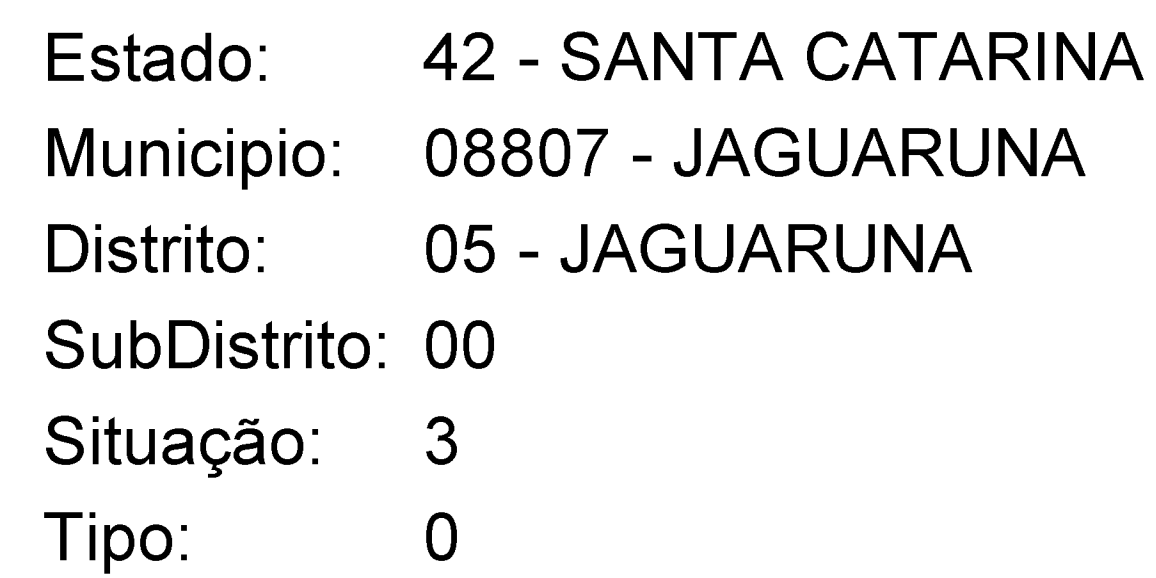 Estado: 42 - SANTA CATARINA
Municipio: 08807 - JAGUARUNA
Distrito: 05 - JAGUARUNA
SubDistrito: 00
Situação: 3
Tipo: 0